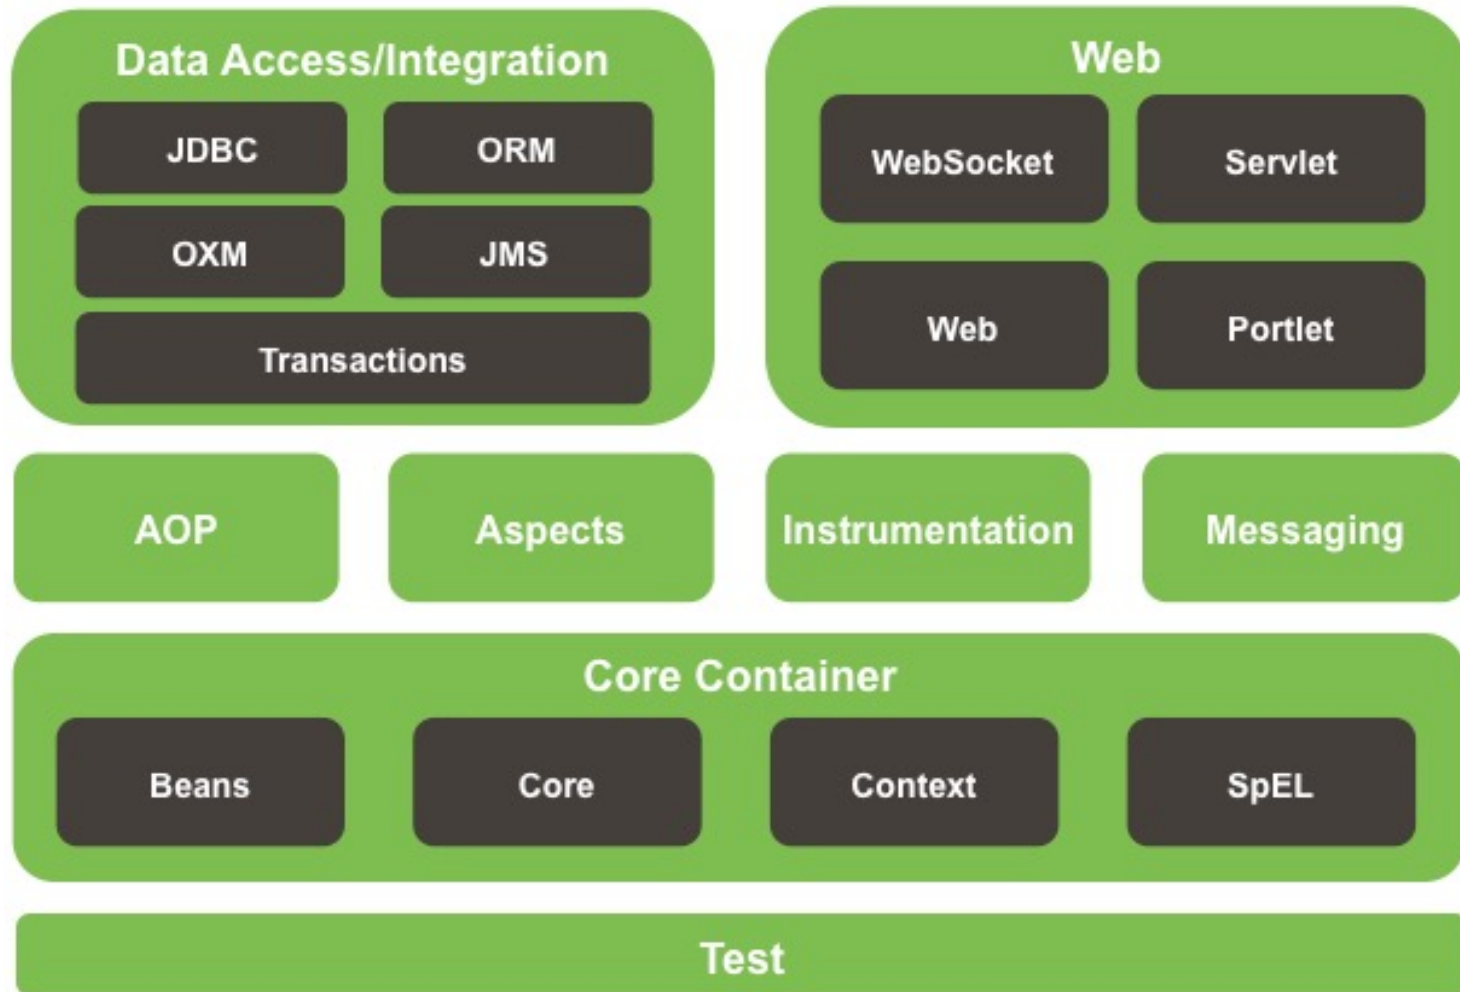 Data Access/Integration
JDBC
ORM
OXM
JMS
Transactions
Web
WebSocket
Servlet
Web
Portlet
AOP
Aspects
Instrumentation
Messaging
Core Container
Beans
Core
Context
SpEL
Test